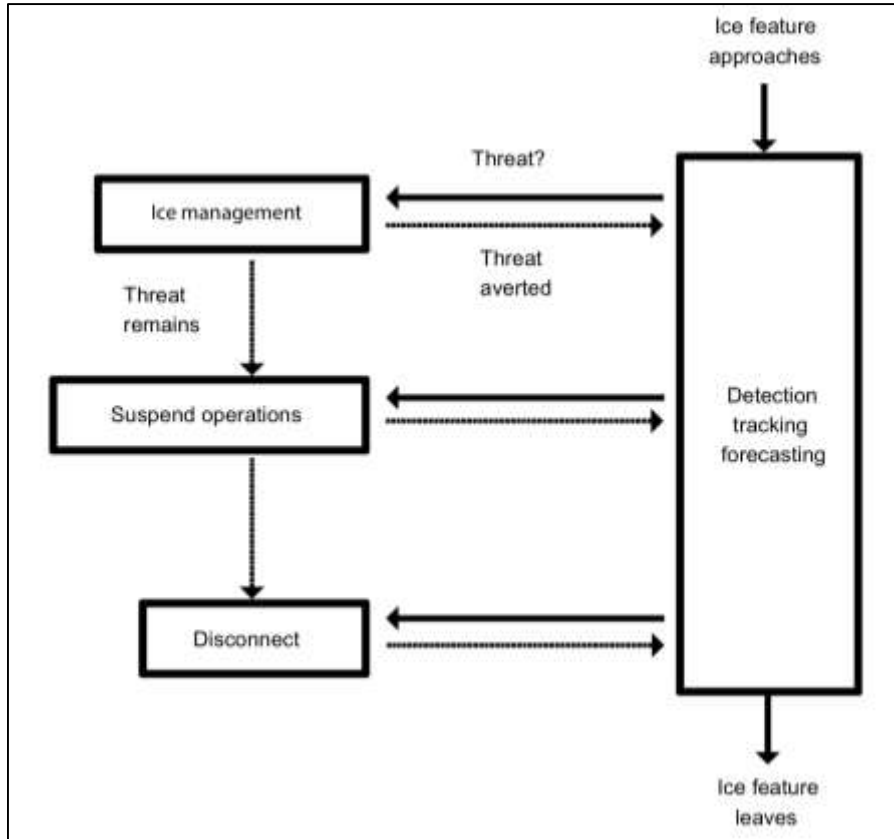 Ice feature
approaches
Threat?
Ice management
Threat
averted
Threat
remains
Suspend operations
Detection
tracking
forecasting
Disconnect
Ice feature
leaves